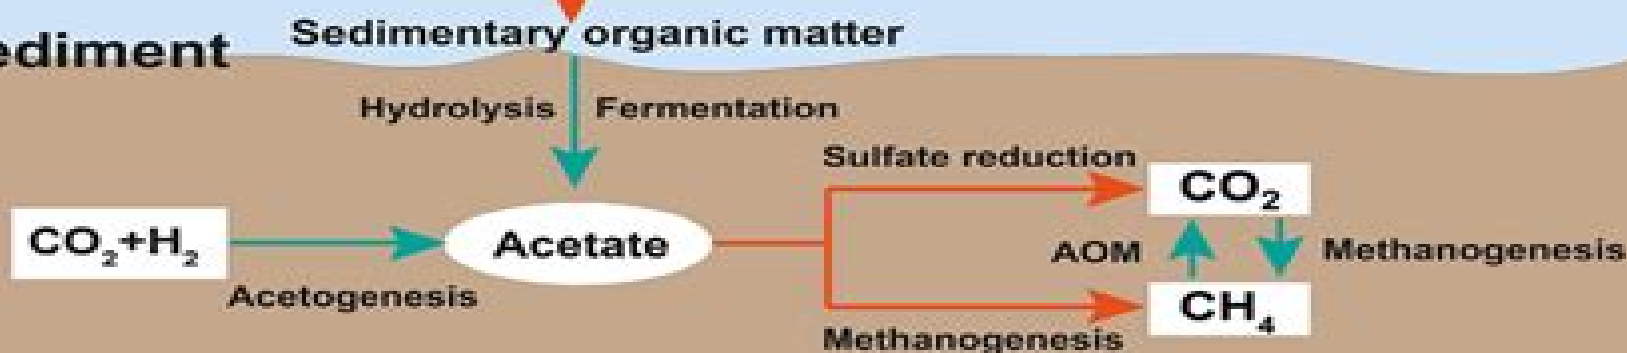 Sedimentary organic matter
ediment
Hydrolysis Fermentation
Sulfate reduction
CO₂
CO₂+H₂
Acetate
AOM
Methanogenesis
Acetogenesis
CH₄
Methanogenesis